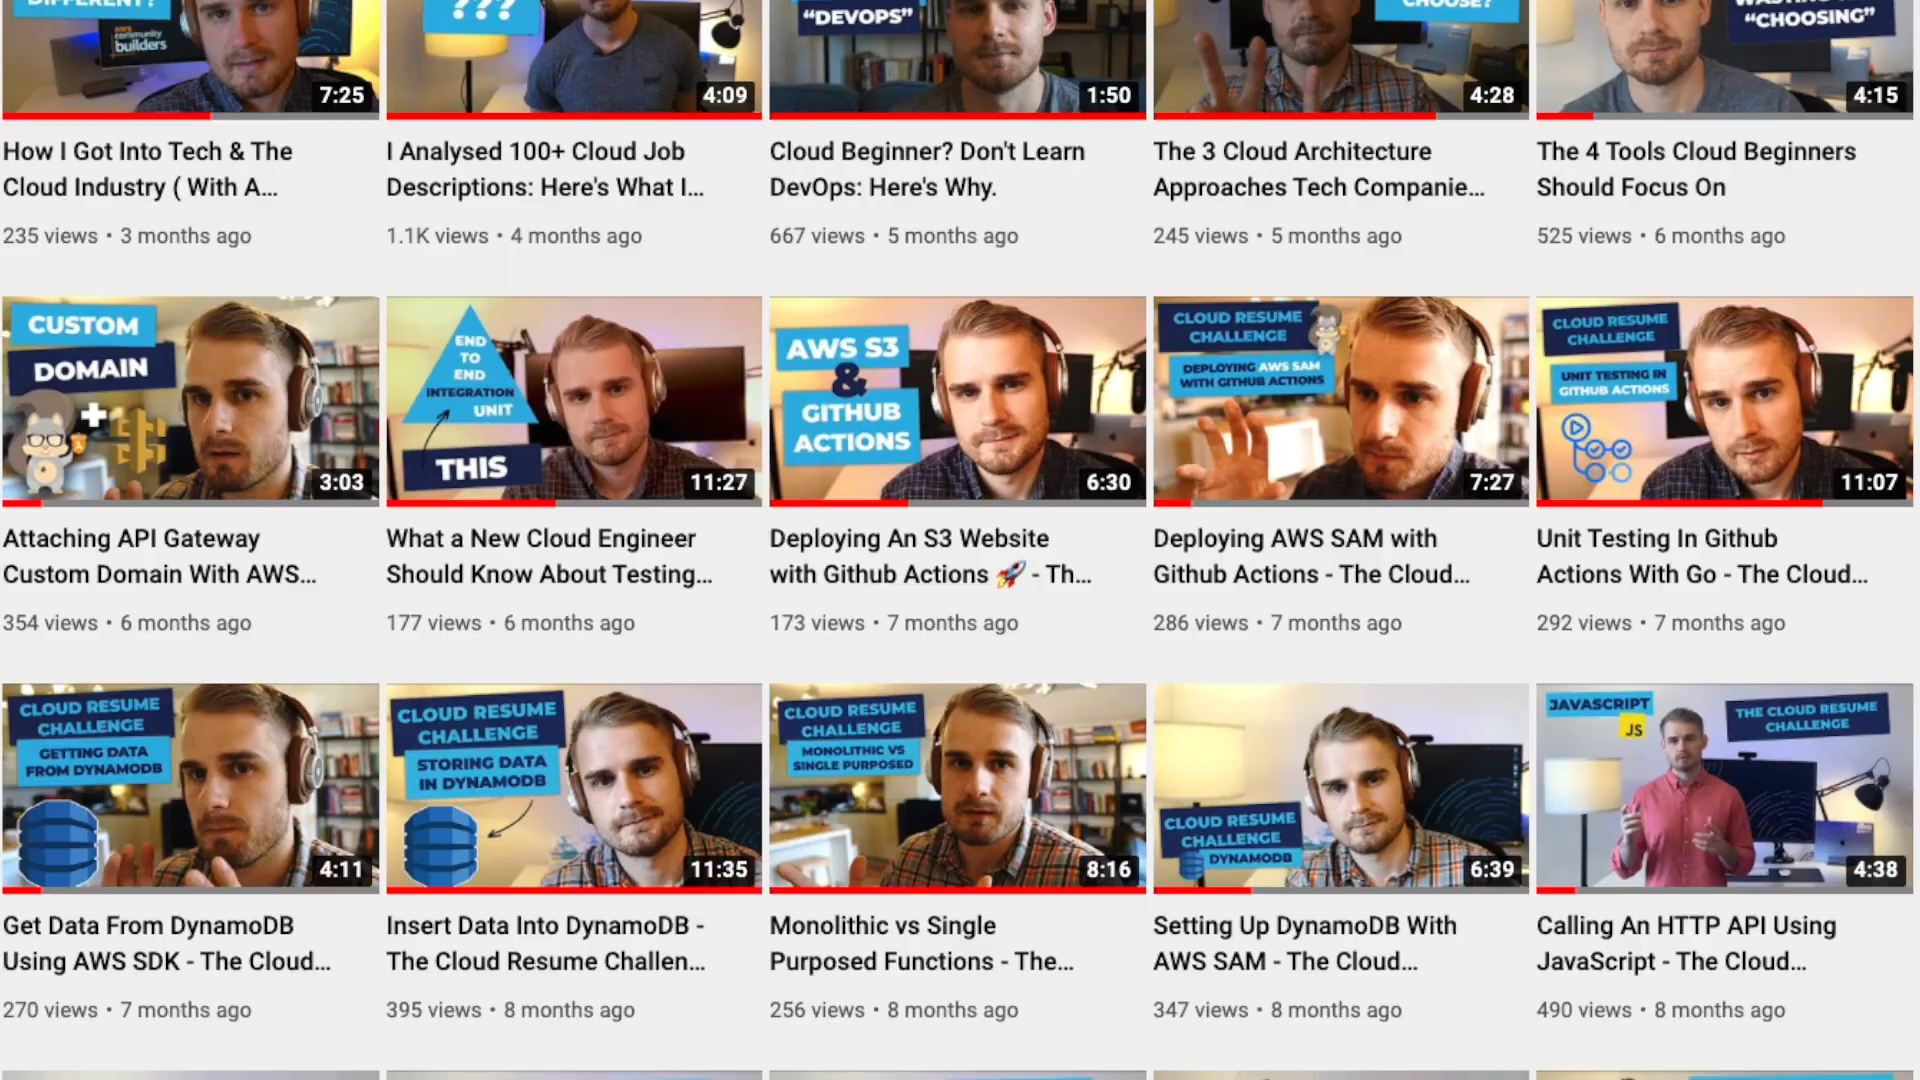 DIFFERENT?
aws
community
builders
7:25
???
4:09
"DEVOPS"
1:50
CHOOSE?
4:28
"CHOOSING"
4:15
How I Got Into Tech & The
Cloud Industry ( With A...
235 views • 3 months ago
I Analysed 100+ Cloud Job
Descriptions: Here's What I...
1.1K views • 4 months ago
Cloud Beginner? Don't Learn
DevOps: Here's Why.
667 views • 5 months ago
The 3 Cloud Architecture
Approaches Tech Companie...
245 views • 5 months ago
The 4 Tools Cloud Beginners
Should Focus On
525 views • 6 months ago
CUSTOM
DOMAIN
+
3:03
END
TO
END
INTEGRATION
UNIT
THIS
11:27
AWS S3
&
GITHUB
ACTIONS
6:30
CLOUD RESUME
CHALLENGE
DEPLOYING AWS SAM
WITH GITHUB ACTIONS
7:27
CLOUD RESUME
CHALLENGE
UNIT TESTING IN
GITHUB ACTIONS
11:07
Attaching API Gateway
Custom Domain With AWS...
354 views • 6 months ago
What a New Cloud Engineer
Should Know About Testing...
177 views • 6 months ago
Deploying An S3 Website
with Github Actions 🚀 - Th...
173 views • 7 months ago
Deploying AWS SAM with
Github Actions - The Cloud...
286 views • 7 months ago
Unit Testing In Github
Actions With Go - The Cloud...
292 views • 7 months ago
CLOUD RESUME
CHALLENGE
GETTING DATA
FROM DYNAMODB
4:11
CLOUD RESUME
CHALLENGE
STORING DATA
IN DYNAMODB
11:35
CLOUD RESUME
CHALLENGE
MONOLITHIC VS
SINGLE PURPOSED
8:16
CLOUD RESUME
CHALLENGE
DYNAMODB
6:39
JAVASCRIPT
JS
THE CLOUD RESUME
CHALLENGE
4:38
Get Data From DynamoDB
Using AWS SDK - The Cloud...
270 views • 7 months ago
Insert Data Into DynamoDB -
The Cloud Resume Challen...
395 views • 8 months ago
Monolithic vs Single
Purposed Functions - The...
256 views • 8 months ago
Setting Up DynamoDB With
AWS SAM - The Cloud...
347 views • 8 months ago
Calling An HTTP API Using
JavaScript - The Cloud...
490 views • 8 months ago